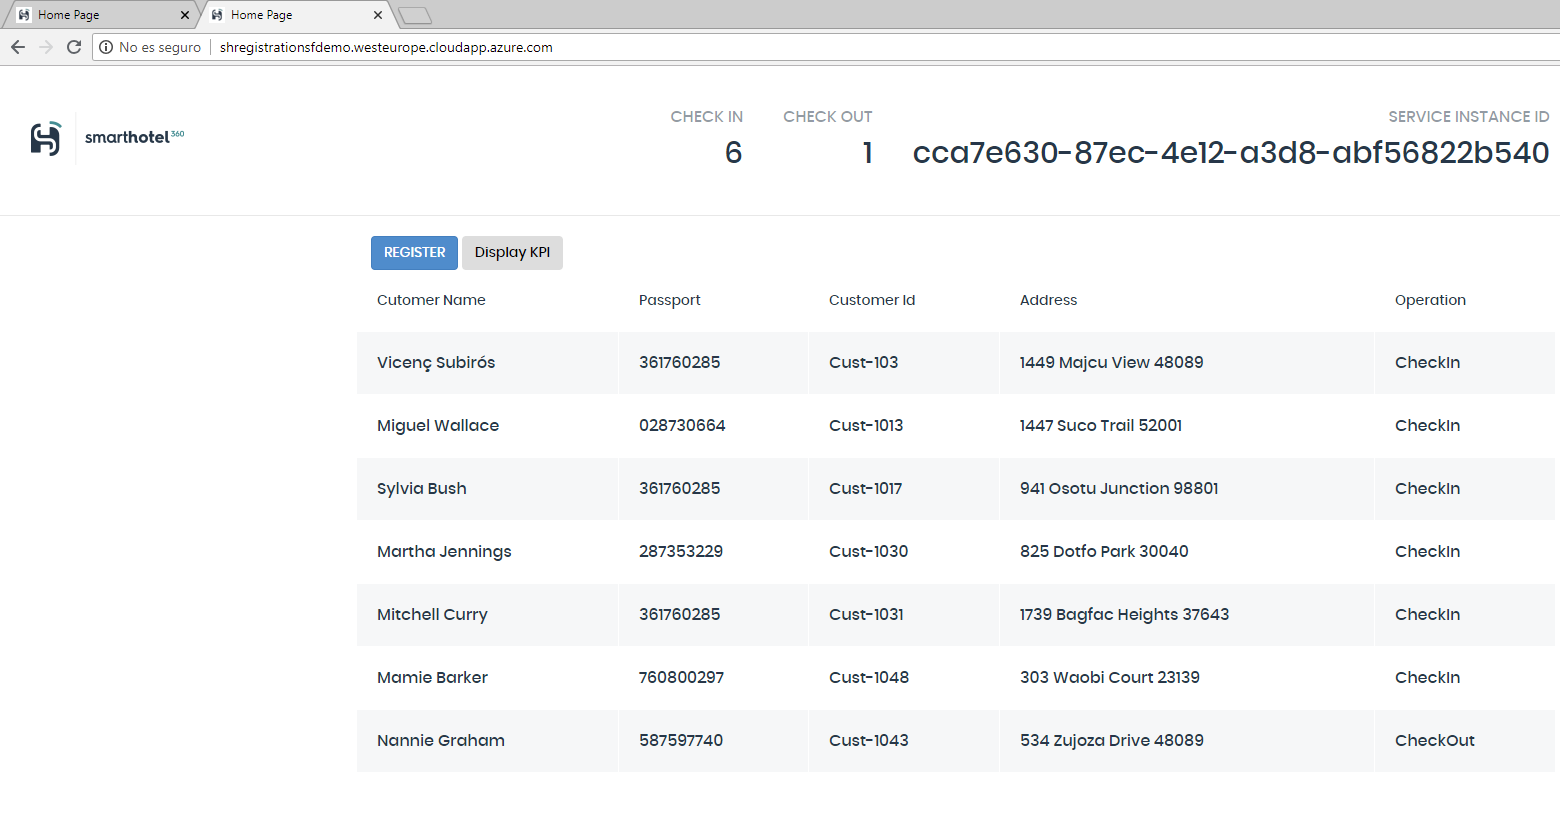 Home Page
Home Page
No es seguro shregistrationsfdemo.westeurope.cloudapp.azure.com
smarthotel360
CHECK IN CHECK OUT SERVICE INSTANCE ID
6 1 cca7e630-87ec-4e12-a3d8-abf56822b540
REGISTER Display KPI
Cutomer Name Passport Customer Id Address Operation
Vicenç Subirós 361760285 Cust-103 1449 Majcu View 48089 CheckIn
Miguel Wallace 028730664 Cust-1013 1447 Suco Trail 52001 CheckIn
Sylvia Bush 361760285 Cust-1017 941 Osotu Junction 98801 CheckIn
Martha Jennings 287353229 Cust-1030 825 Dotfo Park 30040 CheckIn
Mitchell Curry 361760285 Cust-1031 1739 Bagfac Heights 37643 CheckIn
Mamie Barker 760800297 Cust-1048 303 Waobi Court 23139 CheckIn
Nannie Graham 587597740 Cust-1043 534 Zujoza Drive 48089 CheckOut